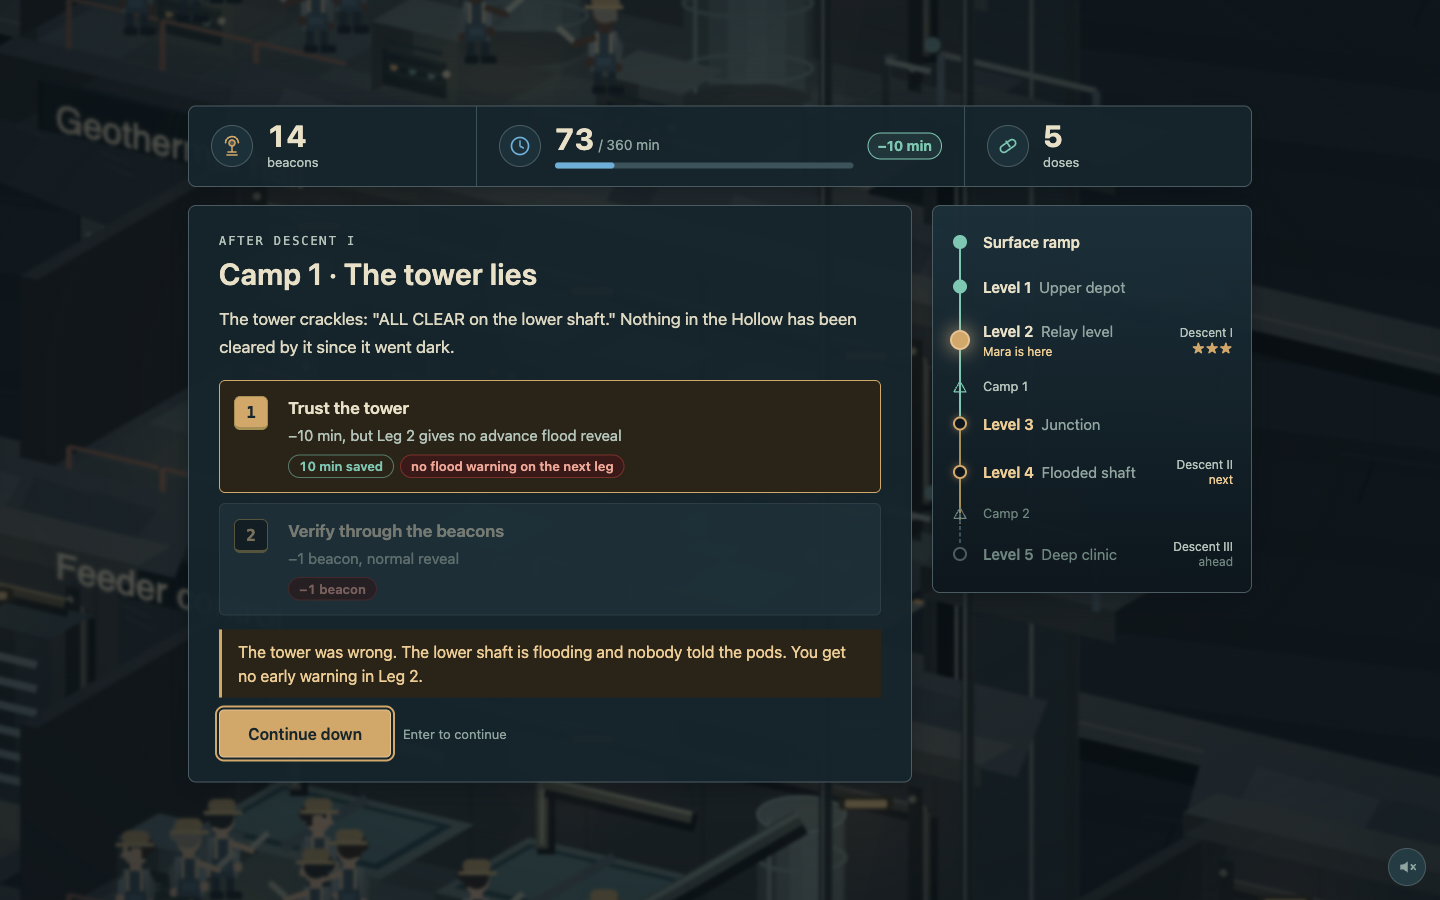 Geother
14
beacons
73 / 360 min
−10 min
5
doses
AFTER DESCENT I
Camp 1 · The tower lies
The tower crackles: "ALL CLEAR on the lower shaft." Nothing in the Hollow has been
cleared by it since it went dark.
1
Trust the tower
−10 min, but Leg 2 gives no advance flood reveal
10 min saved
no flood warning on the next leg
2
Verify through the beacons
−1 beacon, normal reveal
−1 beacon
The tower was wrong. The lower shaft is flooding and nobody told the pods. You get
no early warning in Leg 2.
Continue down
Enter to continue
Surface ramp
Level 1 Upper depot
Level 2 Relay level
Mara is here
Descent I
Camp 1
Level 3 Junction
Level 4 Flooded shaft
Descent II
next
Camp 2
Level 5 Deep clinic
Descent III
ahead
Feeder